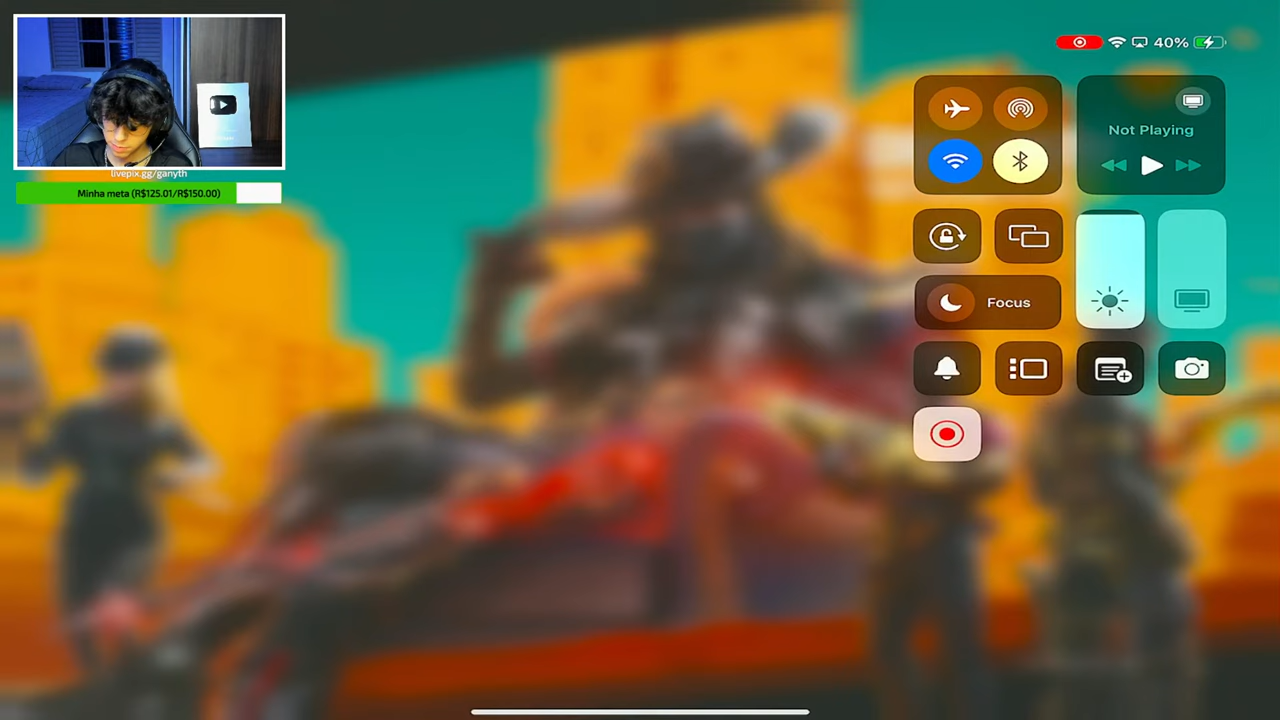 livepix.gg/ganyth
Minha meta (R$125.01/R$150.00)
40%
Not Playing
Focus